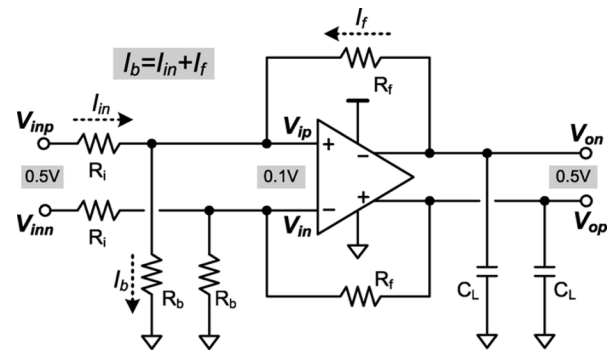 I_f
I_b=I_in+I_f
R_f
I_in
V_inp
R_i
V_ip
+
−
V_on
0.5V
0.1V
0.5V
V_inn
R_i
−
V_in
+
V_op
I_b
R_b
R_b
R_f
C_L
C_L